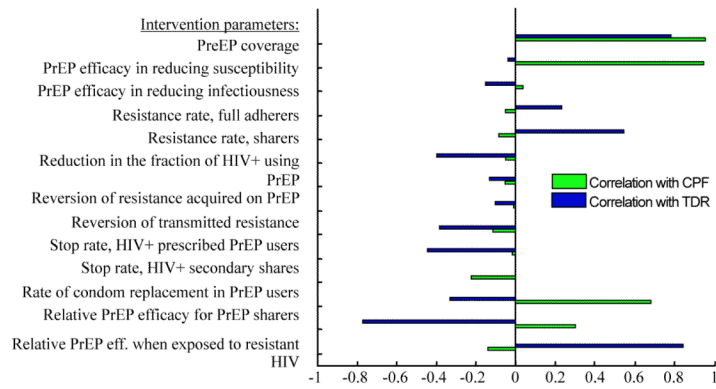 Intervention parameters:
PreEP coverage
PrEP efficacy in reducing susceptibility
PrEP efficacy in reducing infectiousness
Resistance rate, full adherers
Resistance rate, sharers
Reduction in the fraction of HIV+ using
PrEP
Reversion of resistance acquired on PrEP
Reversion of transmitted resistance
Stop rate, HIV+ prescribed PrEP users
Stop rate, HIV+ secondary shares
Rate of condom replacement in PrEP users
Relative PrEP efficacy for PrEP sharers
Relative PrEP eff. when exposed to resistant
HIV
Correlation with CPF
Correlation with TDR
-1 -0.8 -0.6 -0.4 -0.2 0 0.2 0.4 0.6 0.8 1